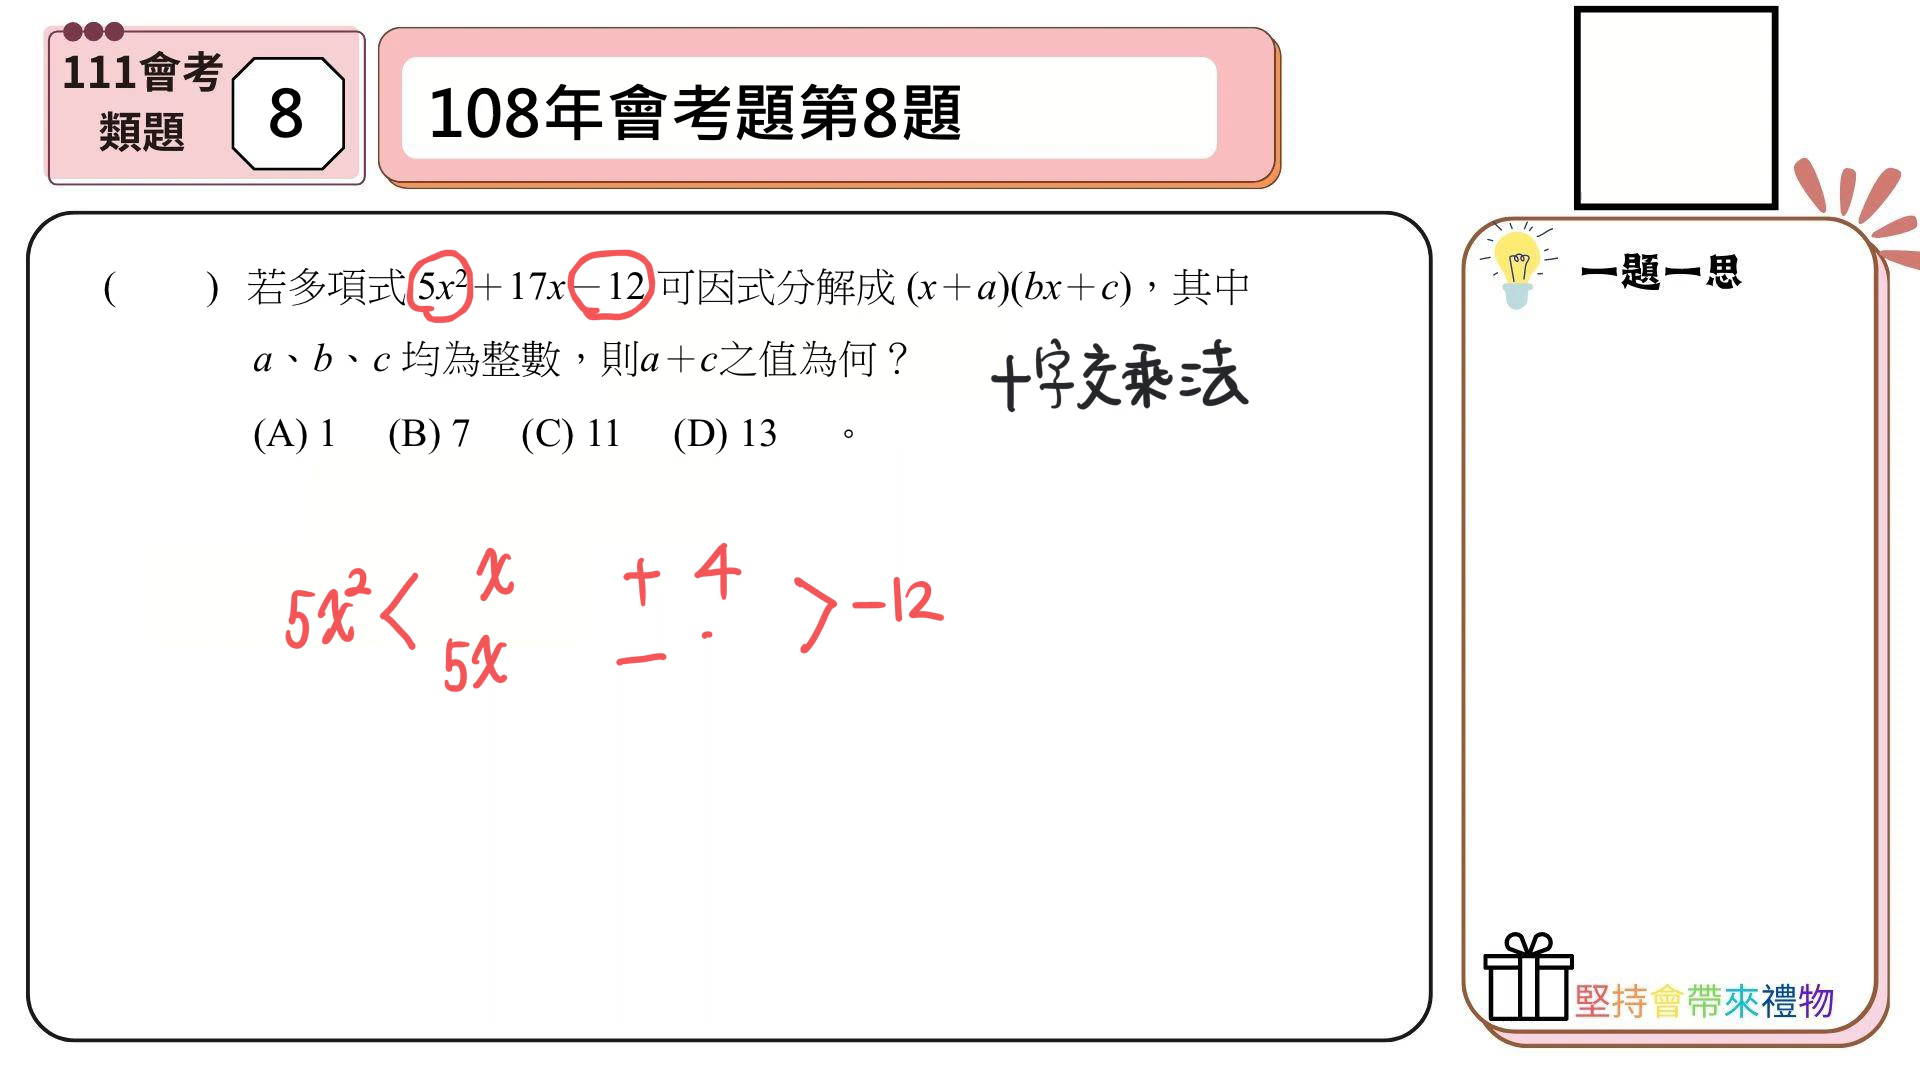 111會考
類題
8
108年會考題第8題
( ) 若多項式 5x²＋17x－12 可因式分解成 (x＋a)(bx＋c)，其中
a、b、c 均為整數，則a＋c之值為何？
(A) 1 (B) 7 (C) 11 (D) 13 。
十字交乘法
5x² < x + 4 > -12
5x −
一題一思
堅持會帶來禮物